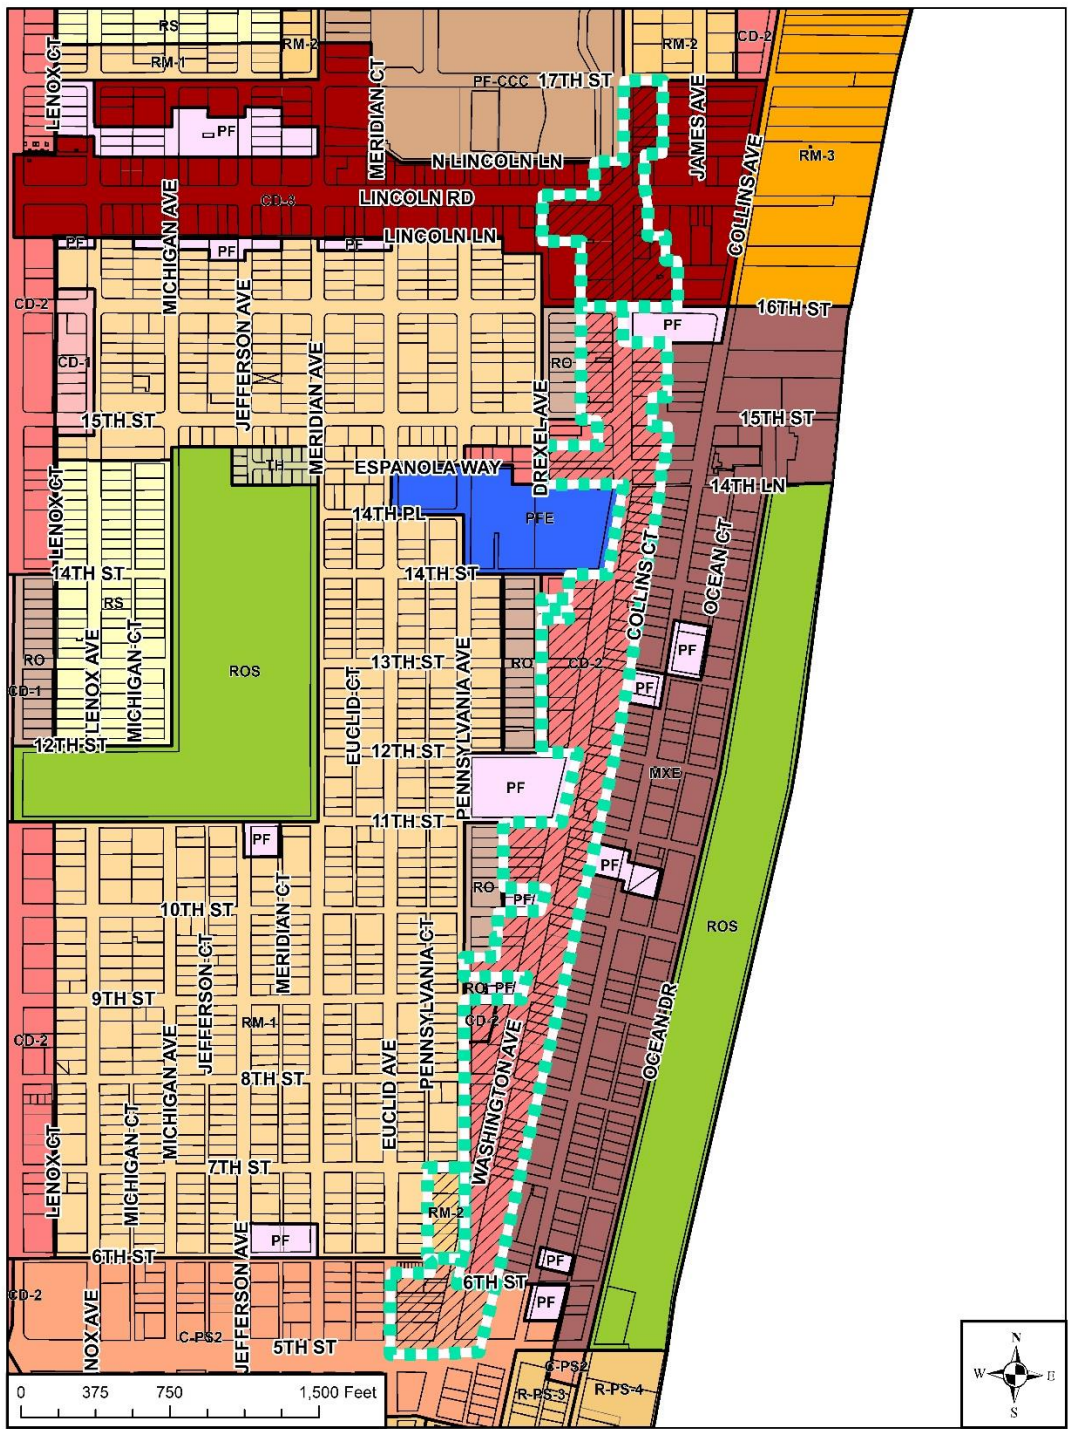 RS
RM-2
RM-2
CD-2
LENOX CT
RM-1
MERIDIAN CT
PF-CCC
17TH ST
JAMES AVE
PF
COLLINS AVE
RM-3
N LINCOLN LN
MICHIGAN AVE
CD-3
LINCOLN RD
LINCOLN LN
PF
PF
PF
CD-2
JEFFERSON AVE
16TH ST
PF
CD-1
MERIDIAN AVE
RO
15TH ST
DREXEL AVE
15TH ST
LENOX CT
TH
ESPANOLA WAY
14TH LN
14TH PL
PFE
COLLINS CT
OCEAN CT
14TH ST
14TH ST
RS
LENOX AVE
MICHIGAN CT
RO
ROS
13TH ST
PENNSYLVANIA AVE
RO
CD-2
PF
PF
CD-1
EUCLID CT
12TH ST
12TH ST
PF
MXE
11TH ST
PF
PF
RO
PF/
MERIDIAN CT
10TH ST
PENNSYLVANIA CT
ROS
JEFFERSON CT
RO
PF/
9TH ST
CD-2
OCEAN DR
CD-2
RM-1
MICHIGAN AVE
EUCLID AVE
8TH ST
WASHINGTON AVE
LENOX CT
MICHIGAN CT
7TH ST
RM-2
PF
JEFFERSON AVE
6TH ST
PF
6TH ST
CD-2
PF
NOX AVE
C-PS2
5TH ST
C-PS2
R-PS-3
R-PS-4
0 375 750 1,500 Feet
N
W E
S